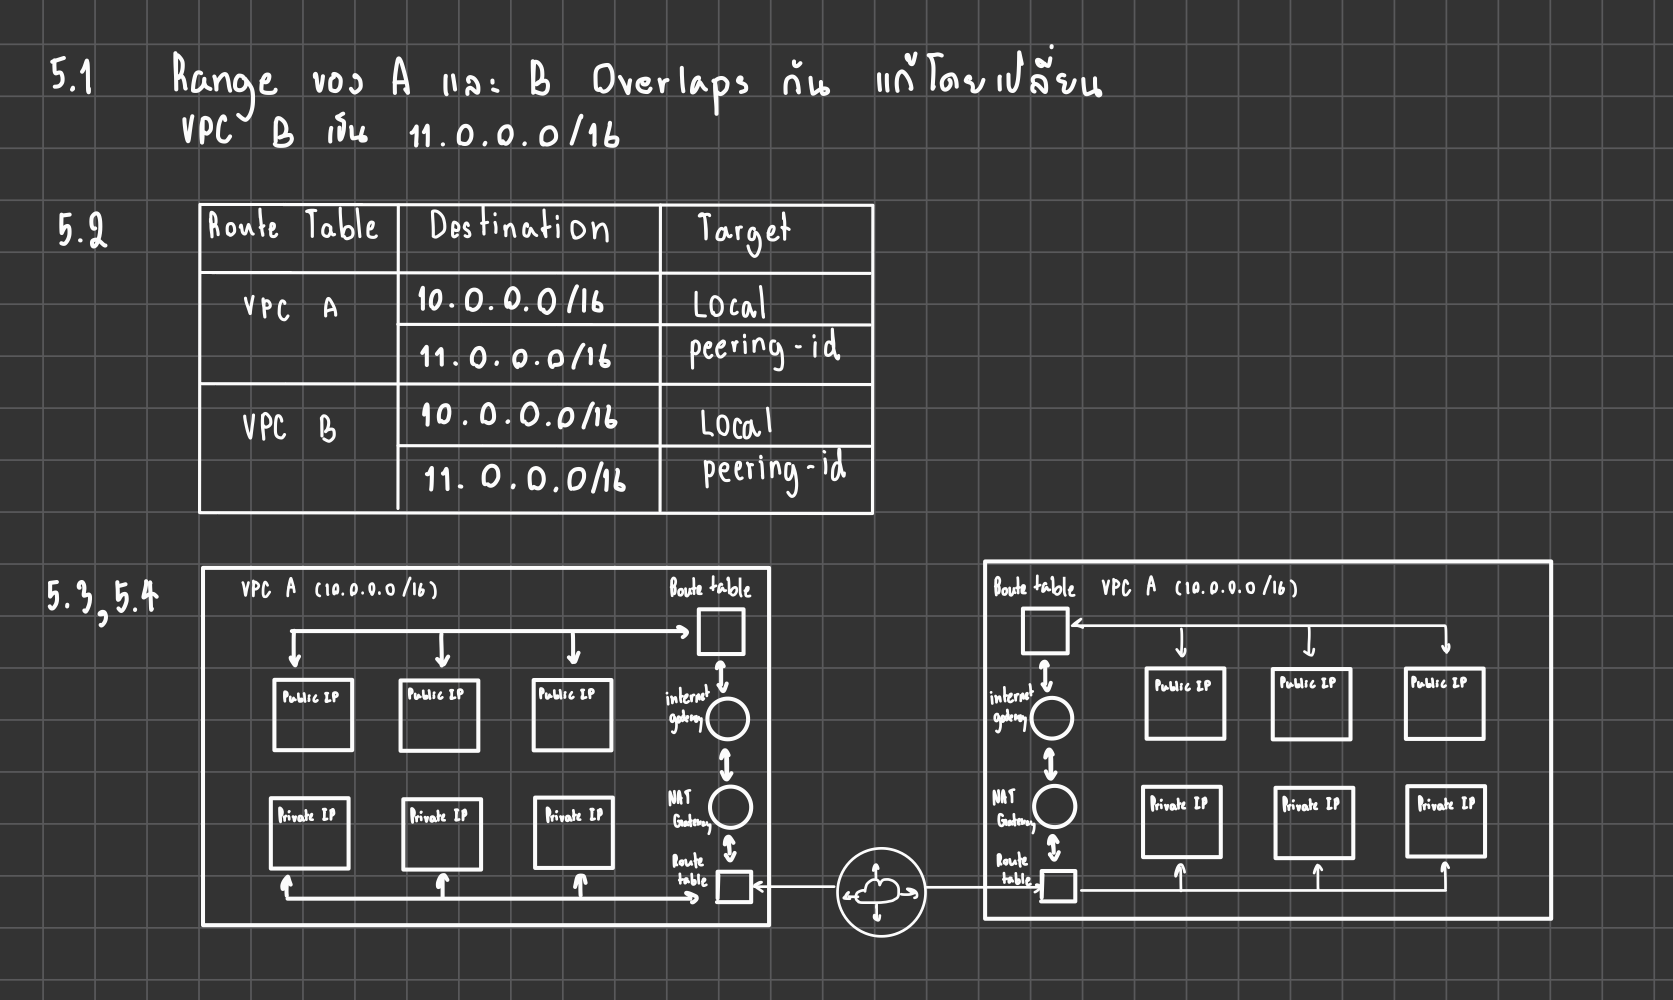 5.1 Range ของ A และ B Overlaps กัน แก้โดยเปลี่ยน
VPC B เป็น 11.0.0.0/16
5.2
Route Table Destination Target
VPC A 10.0.0.0/16 Local
11.0.0.0/16 peering-id
VPC B 10.0.0.0/16 Local
11.0.0.0/16 peering-id
5.3, 5.4
VPC A (10.0.0.0/16) Route table
Public IP Public IP Public IP
internet
gateway
Private IP Private IP Private IP
NAT
Gateway
Route
table
Route table VPC A (10.0.0.0/16)
internet
gateway
Public IP Public IP Public IP
NAT
Gateway
Private IP Private IP Private IP
Route
table